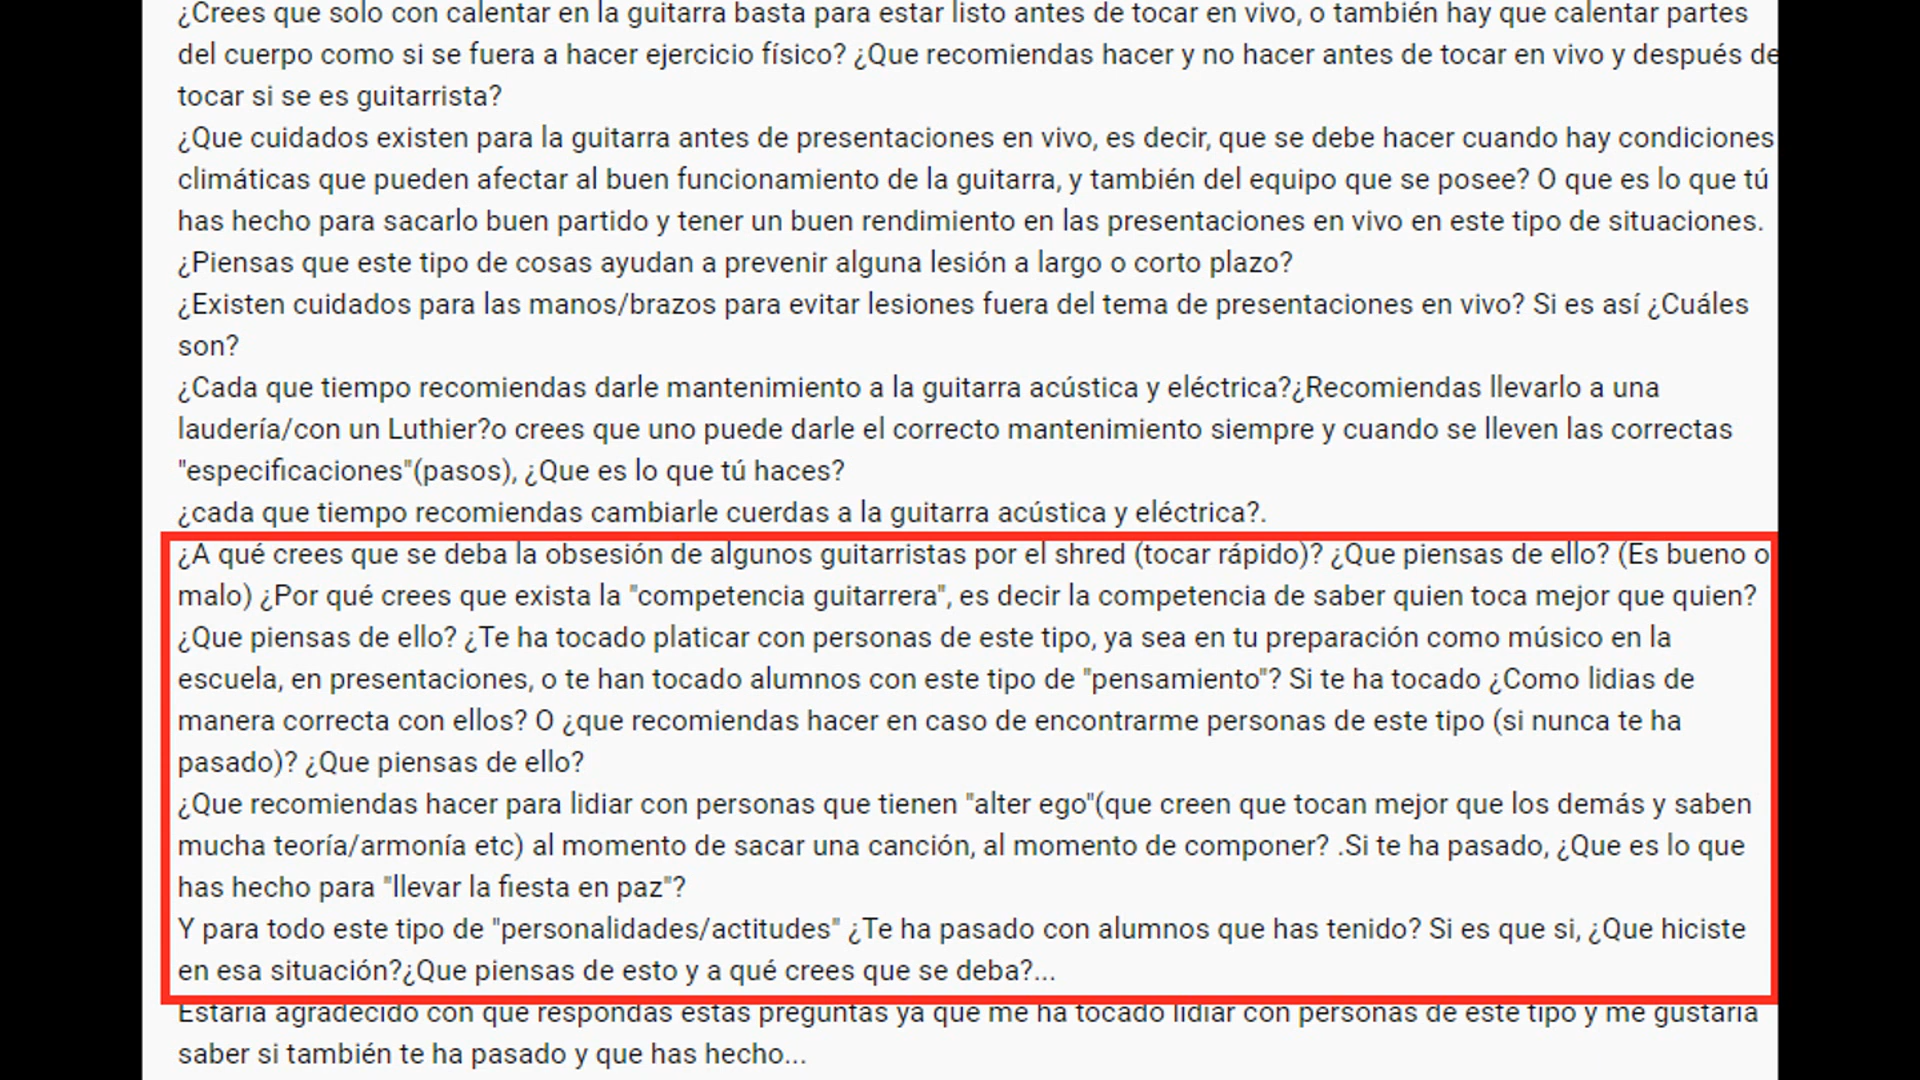 ¿Crees que solo con calentar en la guitarra basta para estar listo antes de tocar en vivo, o también hay que calentar partes
del cuerpo como si se fuera a hacer ejercicio físico? ¿Que recomiendas hacer y no hacer antes de tocar en vivo y después de
tocar si se es guitarrista?
¿Que cuidados existen para la guitarra antes de presentaciones en vivo, es decir, que se debe hacer cuando hay condiciones
climáticas que pueden afectar al buen funcionamiento de la guitarra, y también del equipo que se posee? O que es lo que tú
has hecho para sacarlo buen partido y tener un buen rendimiento en las presentaciones en vivo en este tipo de situaciones.
¿Piensas que este tipo de cosas ayudan a prevenir alguna lesión a largo o corto plazo?
¿Existen cuidados para las manos/brazos para evitar lesiones fuera del tema de presentaciones en vivo? Si es así ¿Cuáles
son?
¿Cada que tiempo recomiendas darle mantenimiento a la guitarra acústica y eléctrica?¿Recomiendas llevarlo a una
laudería/con un Luthier?o crees que uno puede darle el correcto mantenimiento siempre y cuando se lleven las correctas
"especificaciones"(pasos), ¿Que es lo que tú haces?
¿cada que tiempo recomiendas cambiarle cuerdas a la guitarra acústica y eléctrica?.
¿A qué crees que se deba la obsesión de algunos guitarristas por el shred (tocar rápido)? ¿Que piensas de ello? (Es bueno o
malo) ¿Por qué crees que exista la "competencia guitarrera", es decir la competencia de saber quien toca mejor que quien?
¿Que piensas de ello? ¿Te ha tocado platicar con personas de este tipo, ya sea en tu preparación como músico en la
escuela, en presentaciones, o te han tocado alumnos con este tipo de "pensamiento"? Si te ha tocado ¿Como lidias de
manera correcta con ellos? O ¿que recomiendas hacer en caso de encontrarme personas de este tipo (si nunca te ha
pasado)? ¿Que piensas de ello?
¿Que recomiendas hacer para lidiar con personas que tienen "alter ego"(que creen que tocan mejor que los demás y saben
mucha teoría/armonía etc) al momento de sacar una canción, al momento de componer? .Si te ha pasado, ¿Que es lo que
has hecho para "llevar la fiesta en paz"?
Y para todo este tipo de "personalidades/actitudes" ¿Te ha pasado con alumnos que has tenido? Si es que si, ¿Que hiciste
en esa situación?¿Que piensas de esto y a qué crees que se deba?...
Estaría agradecido con que respondas estas preguntas ya que me ha tocado lidiar con personas de este tipo y me gustaría
saber si también te ha pasado y que has hecho...